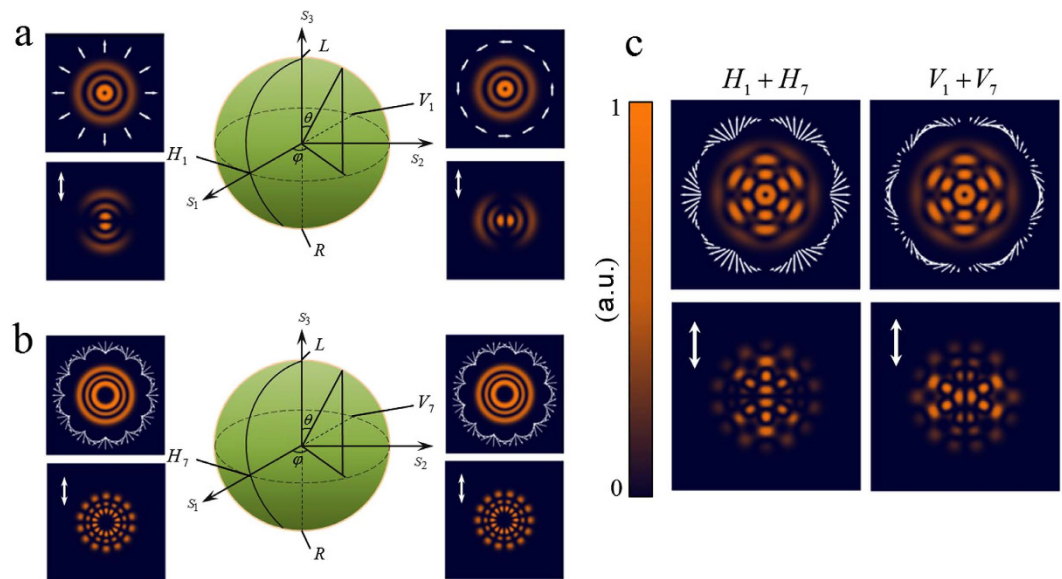 a
S₃
L
V₁
θ
φ
H₁
S₁
S₂
R
b
S₃
L
V₇
θ
φ
H₇
S₁
S₂
R
c
H₁ + H₇
V₁ + V₇
1
(a.u.)
0